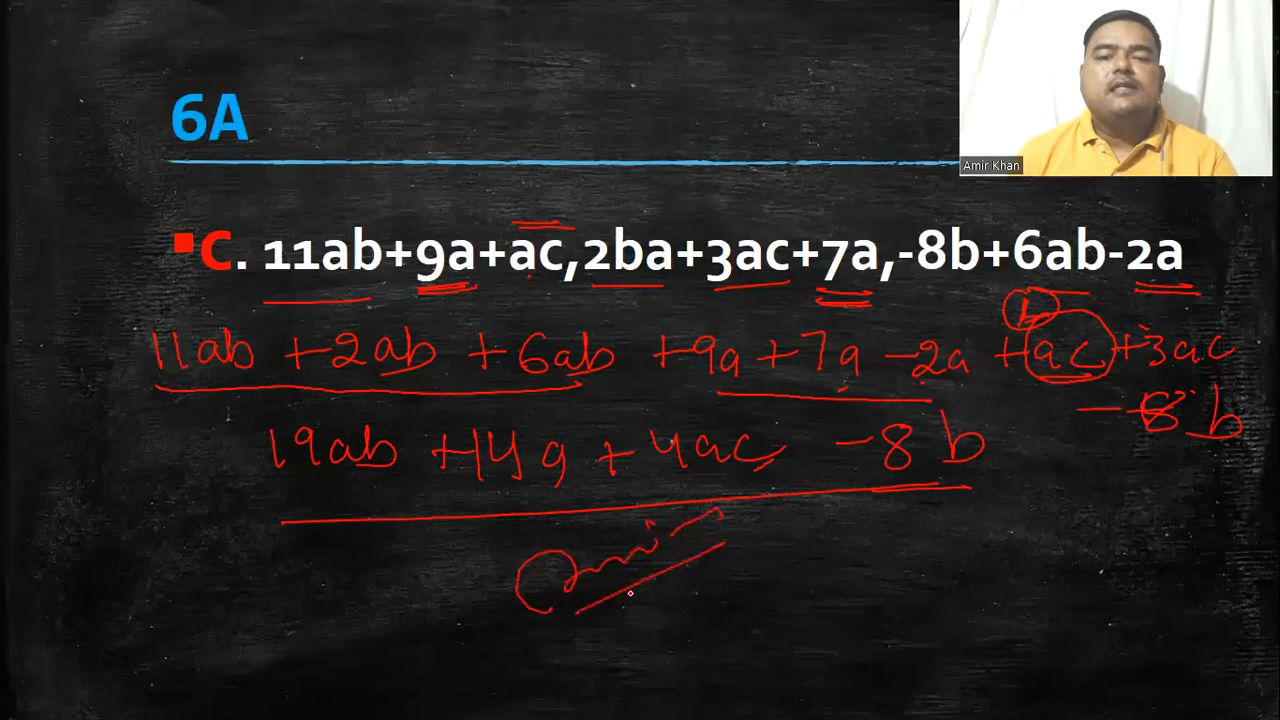 6A
Amir Khan
C. 11ab+9a+ac,2ba+3ac+7a,-8b+6ab-2a
1
11ab +2ab +6ab +9a +7a -2a +ac +3ac
-8b
19ab +14a +4ac -8b